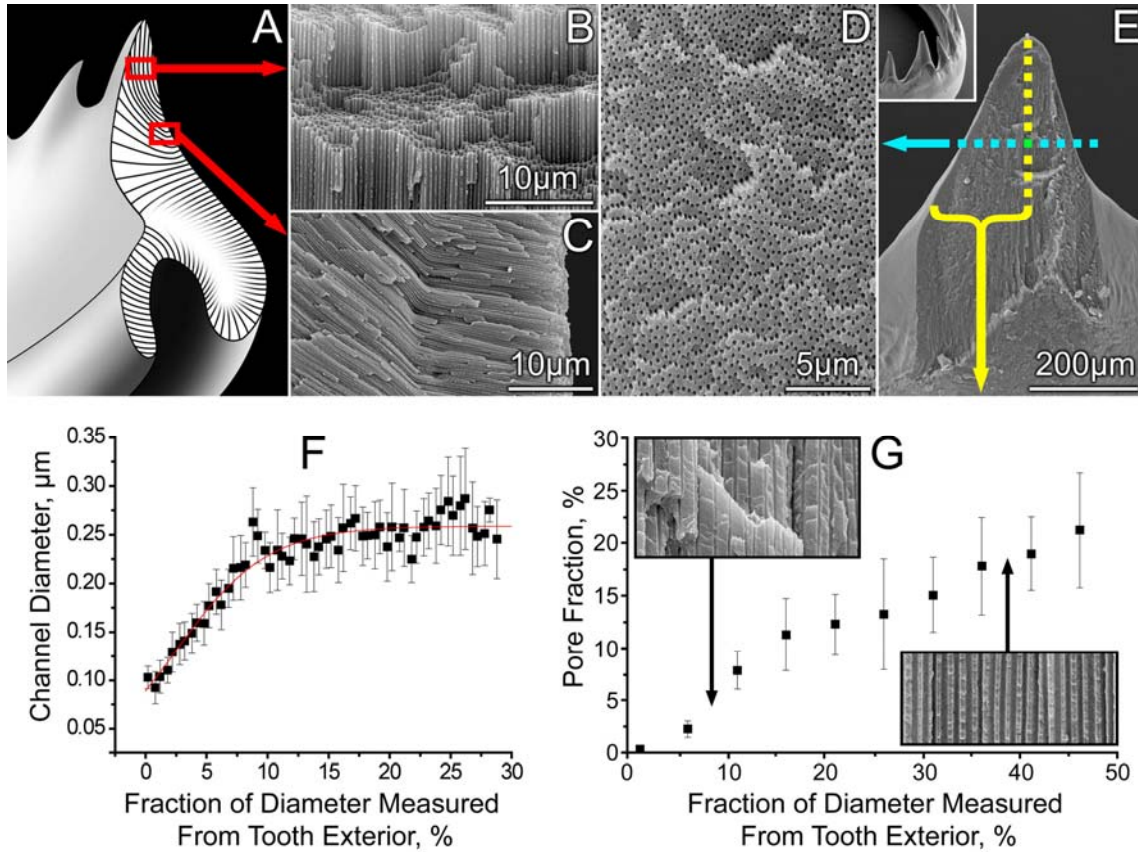 A
B
10μm
C
10μm
D
5μm
E
200μm
F
0.35
0.30
0.25
0.20
0.15
0.10
0.05
Channel Diameter, μm
0
5
10
15
20
25
30
Fraction of Diameter Measured
From Tooth Exterior, %
G
30
25
20
15
10
5
0
Pore Fraction, %
0
10
20
30
40
50
Fraction of Diameter Measured
From Tooth Exterior, %